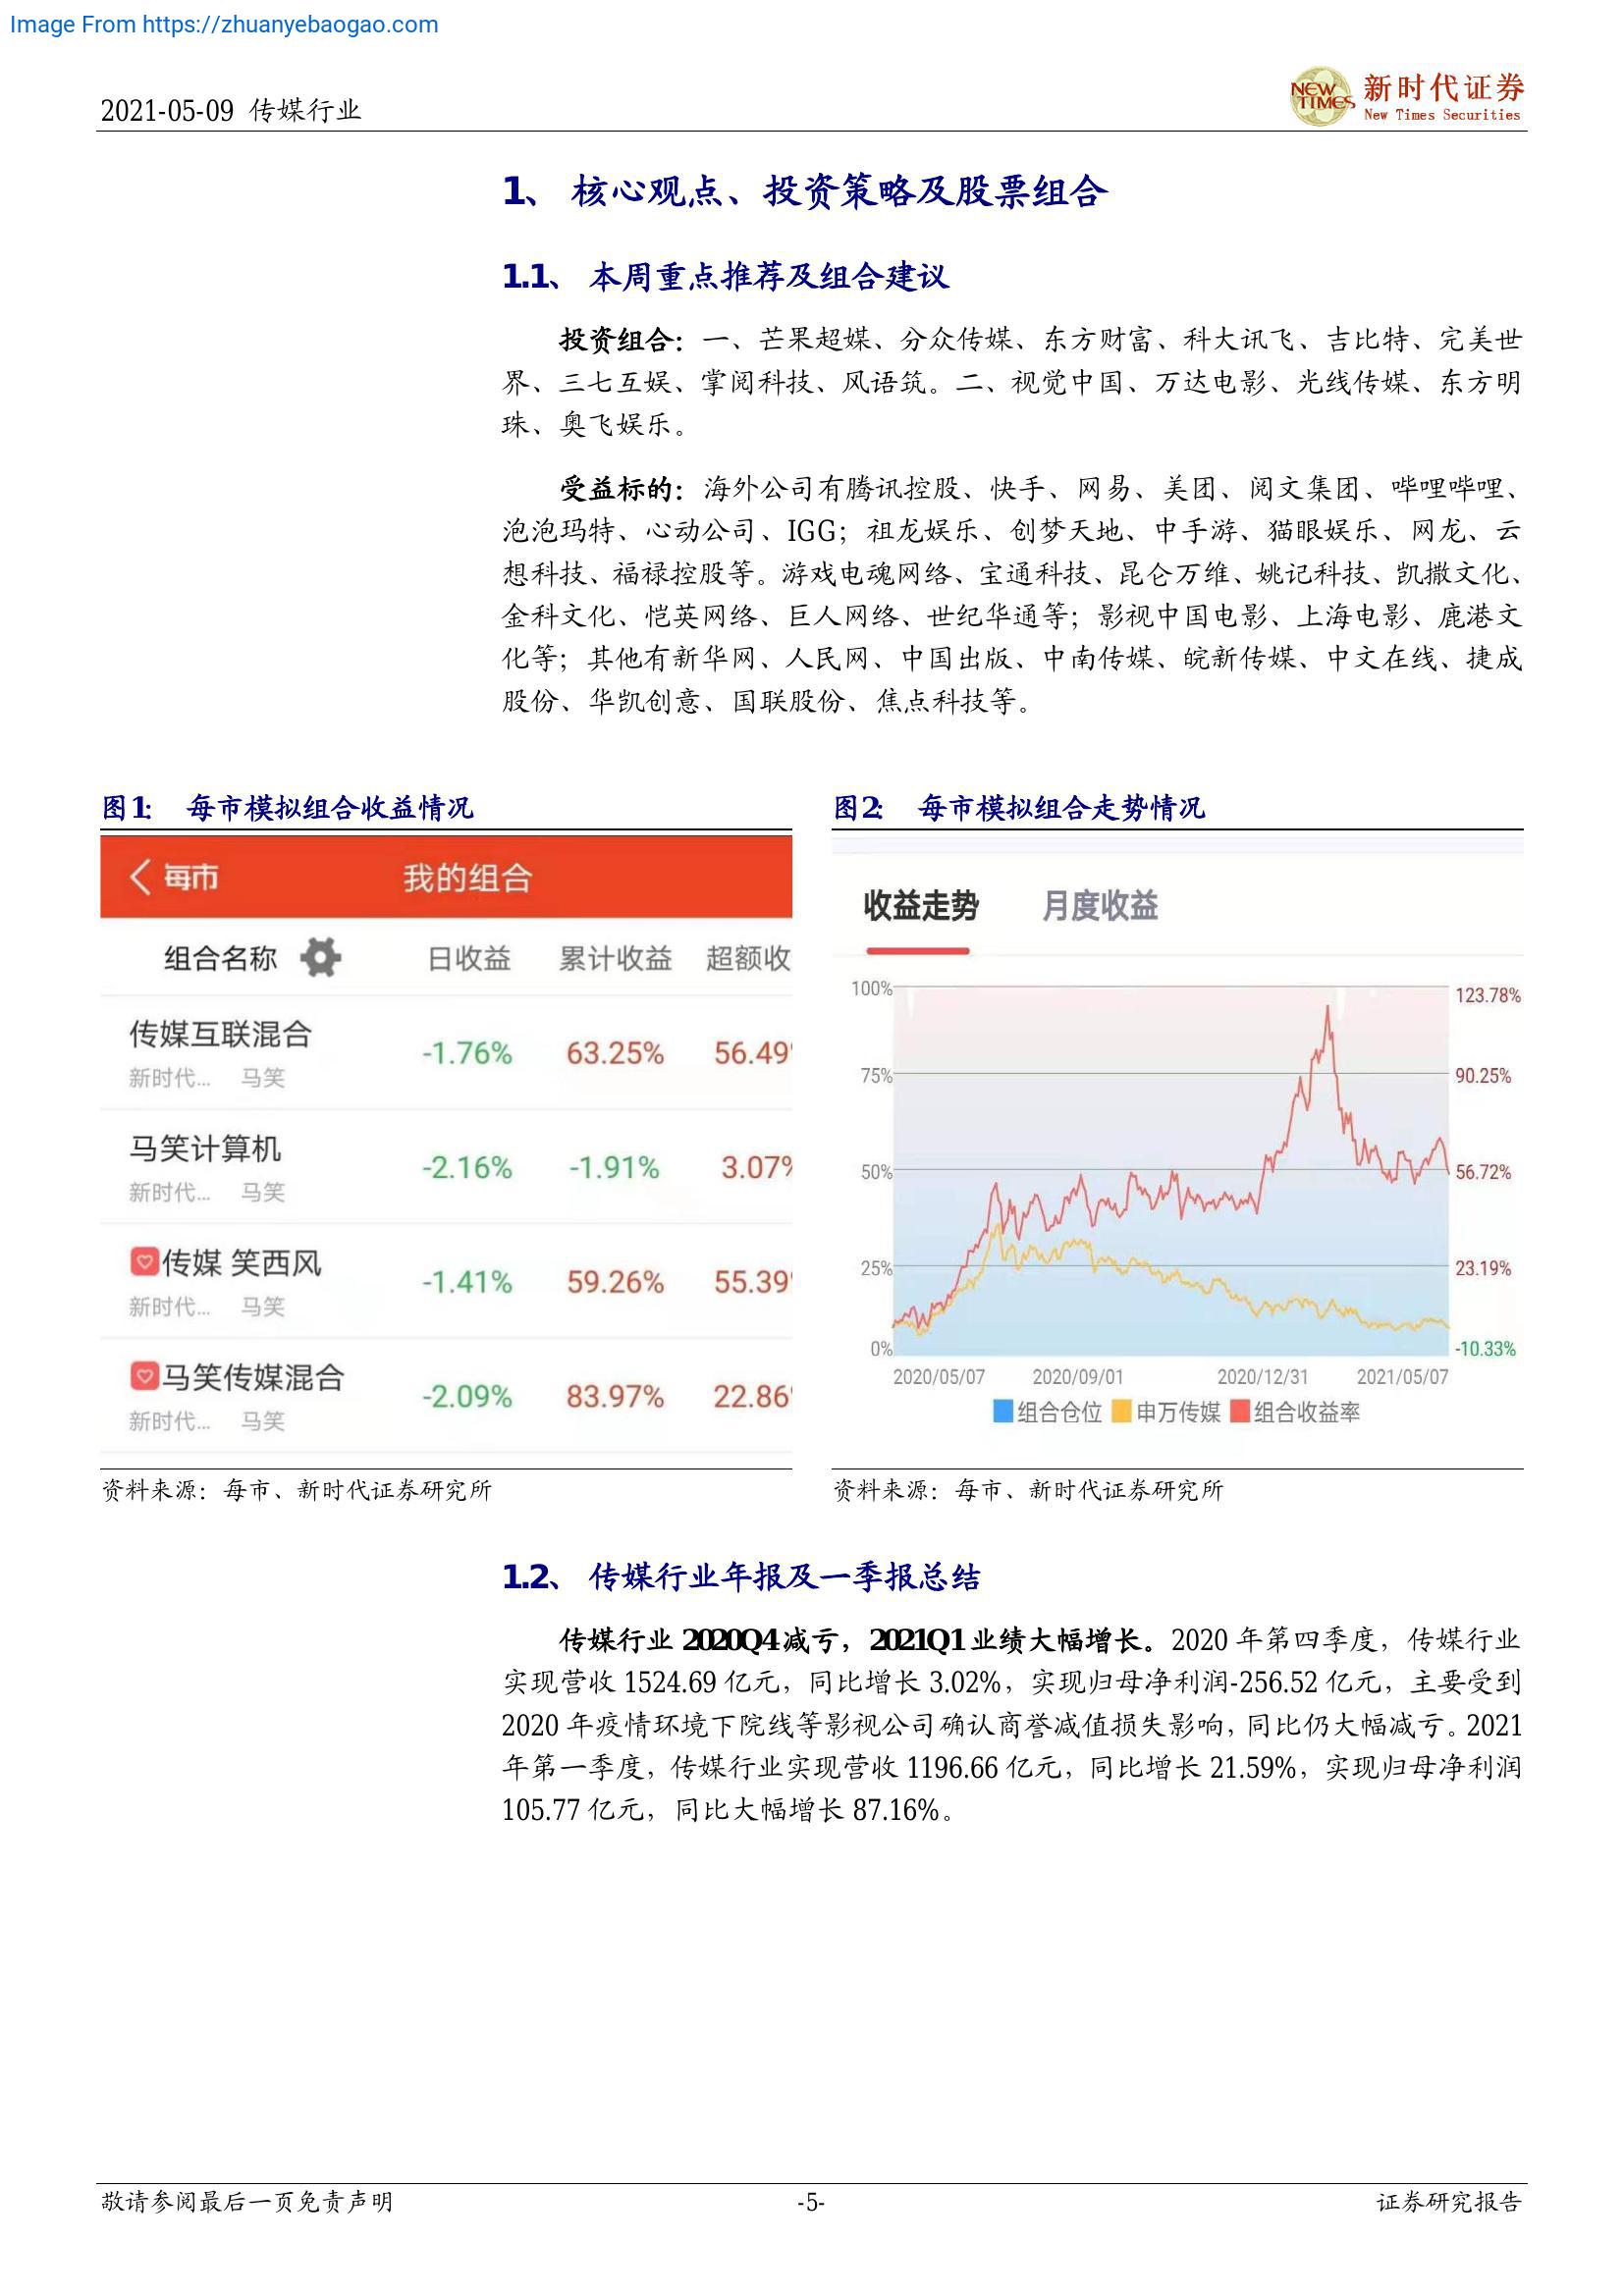 Image From https://zhuanyebaogao.com
2021-05-09 传媒行业
NEW TIMES
新时代证券
New Times Securities
1、 核心观点、投资策略及股票组合
1.1、 本周重点推荐及组合建议
投资组合：一、芒果超媒、分众传媒、东方财富、科大讯飞、吉比特、完美世
界、三七互娱、掌阅科技、风语筑。二、视觉中国、万达电影、光线传媒、东方明
珠、奥飞娱乐。
受益标的：海外公司有腾讯控股、快手、网易、美团、阅文集团、哔哩哔哩、
泡泡玛特、心动公司、IGG；祖龙娱乐、创梦天地、中手游、猫眼娱乐、网龙、云
想科技、福禄控股等。游戏电魂网络、宝通科技、昆仑万维、姚记科技、凯撒文化、
金科文化、恺英网络、巨人网络、世纪华通等；影视中国电影、上海电影、鹿港文
化等；其他有新华网、人民网、中国出版、中南传媒、皖新传媒、中文在线、捷成
股份、华凯创意、国联股份、焦点科技等。
图1： 每市模拟组合收益情况
每市 我的组合
组合名称 日收益 累计收益 超额收
传媒互联混合 -1.76% 63.25% 56.49
新时代... 马笑
马笑计算机 -2.16% -1.91% 3.07%
新时代... 马笑
传媒 笑西风 -1.41% 59.26% 55.39
新时代... 马笑
马笑传媒混合 -2.09% 83.97% 22.86
新时代... 马笑
资料来源：每市、新时代证券研究所
图2： 每市模拟组合走势情况
收益走势 月度收益
100% 123.78%
75% 90.25%
50% 56.72%
25% 23.19%
0% -10.33%
2020/05/07 2020/09/01 2020/12/31 2021/05/07
组合仓位 申万传媒 组合收益率
资料来源：每市、新时代证券研究所
1.2、 传媒行业年报及一季报总结
传媒行业 2020Q4 减亏，2021Q1 业绩大幅增长。2020 年第四季度，传媒行业
实现营收 1524.69 亿元，同比增长 3.02%，实现归母净利润-256.52 亿元，主要受到
2020 年疫情环境下院线等影视公司确认商誉减值损失影响，同比仍大幅减亏。2021
年第一季度，传媒行业实现营收 1196.66 亿元，同比增长 21.59%，实现归母净利润
105.77 亿元，同比大幅增长 87.16%。
敬请参阅最后一页免责声明 -5- 证券研究报告